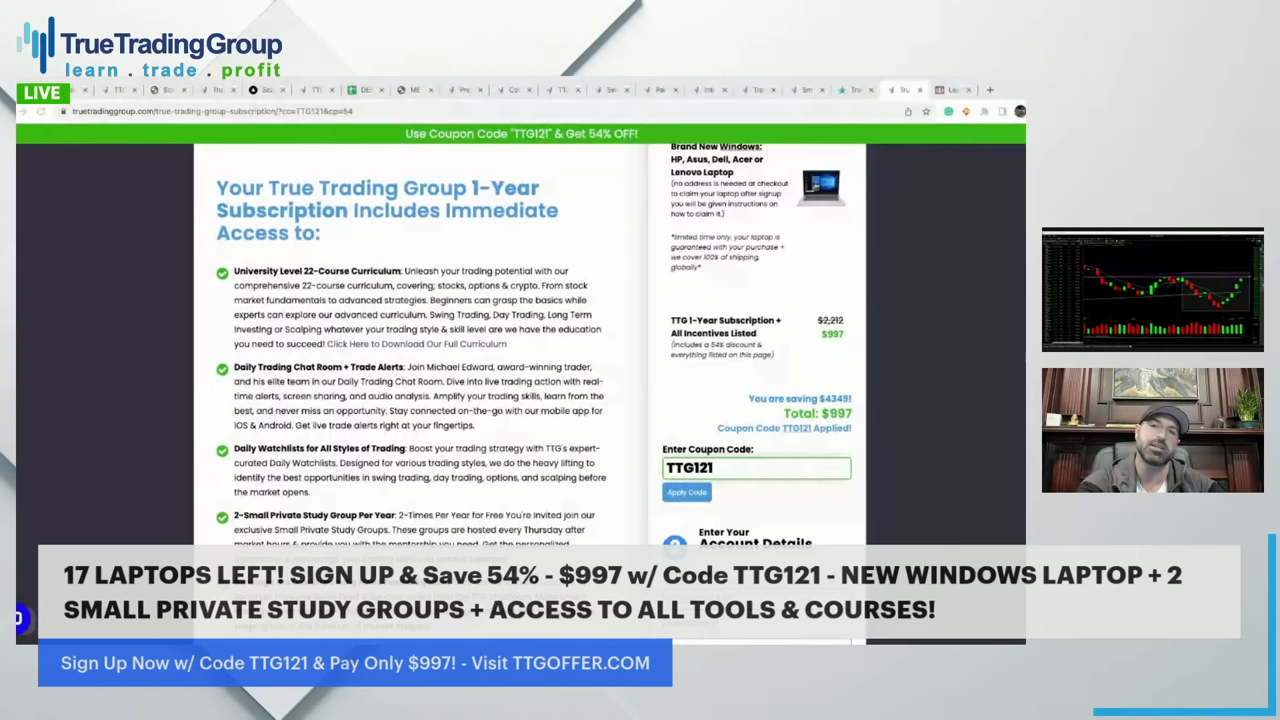 TrueTradingGroup
learn . trade . profit
LIVE
truetradinggroup.com/true-trading-group-subscription/?co=TTG121&cp=54
Use Coupon Code "TTG121" & Get 54% OFF!
Your True Trading Group 1-Year
Subscription Includes Immediate
Access to:
University Level 22-Course Curriculum: Unleash your trading potential with our
comprehensive 22-course curriculum, covering; stocks, options & crypto. From stock
market fundamentals to advanced strategies. Beginners can grasp the basics while
experts can explore our advanced curriculum. Swing Trading, Day Trading, Long Term
Investing or Scalping whatever your trading style & skill level are we have the education
you need to succeed! Click Here to Download Our Full Curriculum
Daily Trading Chat Room + Trade Alerts: Join Michael Edward, award-winning trader,
and his elite team in our Daily Trading Chat Room. Dive into live trading action with real-
time alerts, screen sharing, and audio analysis. Amplify your trading skills, learn from the
best, and never miss an opportunity. Stay connected on-the-go with our mobile app for
iOS & Android. Get live trade alerts right at your fingertips.
Daily Watchlists for All Styles of Trading: Boost your trading strategy with TTG's expert-
curated Daily Watchlists. Designed for various trading styles, we do the heavy lifting to
identify the best opportunities in swing trading, day trading, options, and scalping before
the market opens.
2-Small Private Study Group Per Year: 2-Times Per Year for Free You're Invited join our
exclusive Small Private Study Groups. These groups are hosted every Thursday after
market hours & provide you with the mentorship you need. Get the personalized
Brand New Windows:
HP, Asus, Dell, Acer or
Lenovo Laptop
(no address is needed at checkout
to claim your laptop after signup
you will be given instructions on
how to claim it.)
*limited time only, your laptop is
guaranteed with your purchase +
we cover 100% of shipping,
globally*
TTG 1-Year Subscription + $2,212
All Incentives Listed $997
(includes a 54% discount &
everything listed on this page)
You are saving $4349!
Total: $997
Coupon Code TTG121 Applied!
Enter Coupon Code:
TTG121
Apply Code
Enter Your
Account Details
17 LAPTOPS LEFT! SIGN UP & Save 54% - $997 w/ Code TTG121 - NEW WINDOWS LAPTOP + 2
SMALL PRIVATE STUDY GROUPS + ACCESS TO ALL TOOLS & COURSES!
Sign Up Now w/ Code TTG121 & Pay Only $997! - Visit TTGOFFER.COM